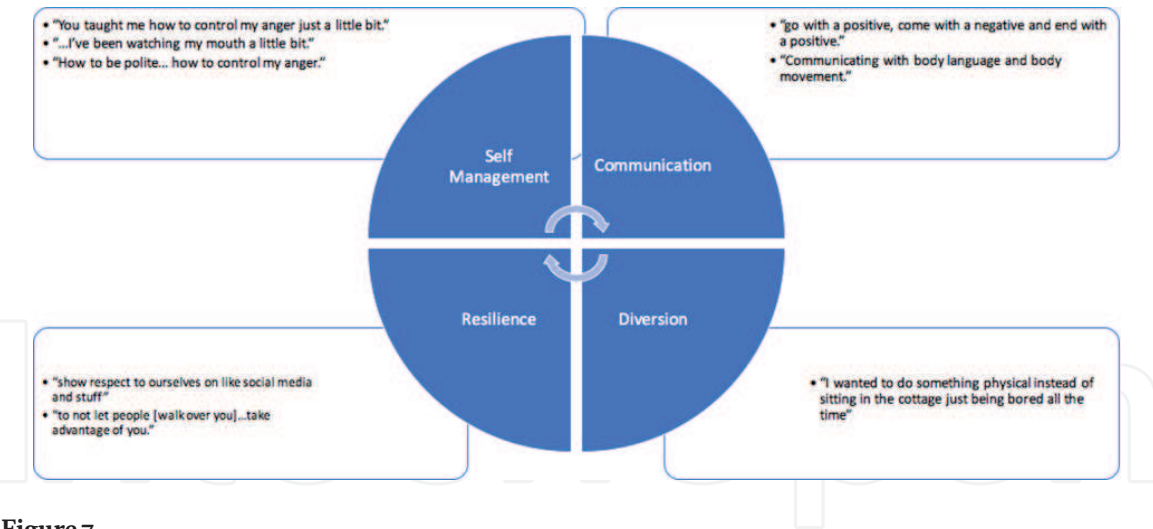 • "You taught me how to control my anger just a little bit."
• "...I've been watching my mouth a little bit."
• "How to be polite... how to control my anger."
• "go with a positive, come with a negative and end with
a positive."
• "Communicating with body language and body
movement."
Self
Management
Communication
Resilience
Diversion
• "show respect to ourselves on like social media
and stuff"
• "to not let people [walk over you]...take
advantage of you."
• "I wanted to do something physical instead of
sitting in the cottage just being bored all the
time"
Figure 7